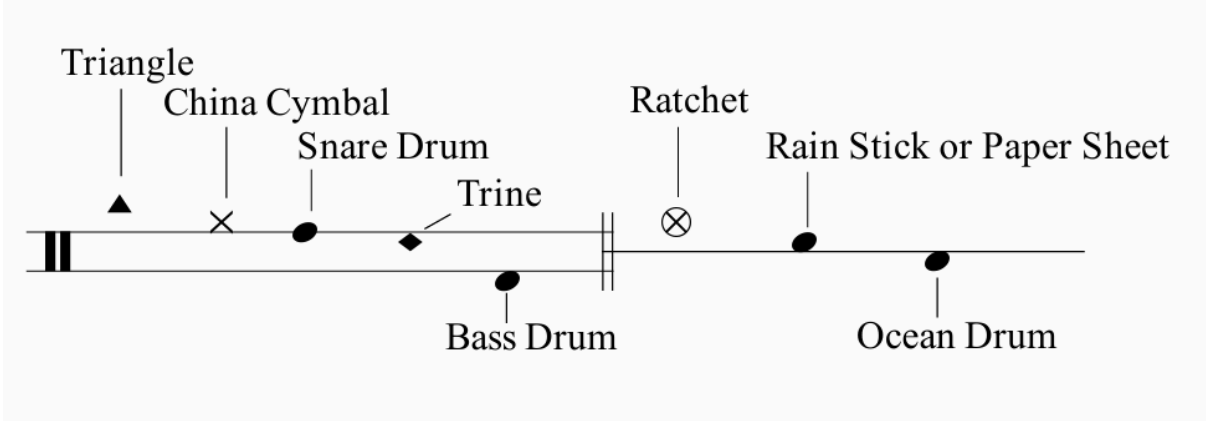 Triangle
China Cymbal
Snare Drum
Trine
Bass Drum
Ratchet
Rain Stick or Paper Sheet
Ocean Drum